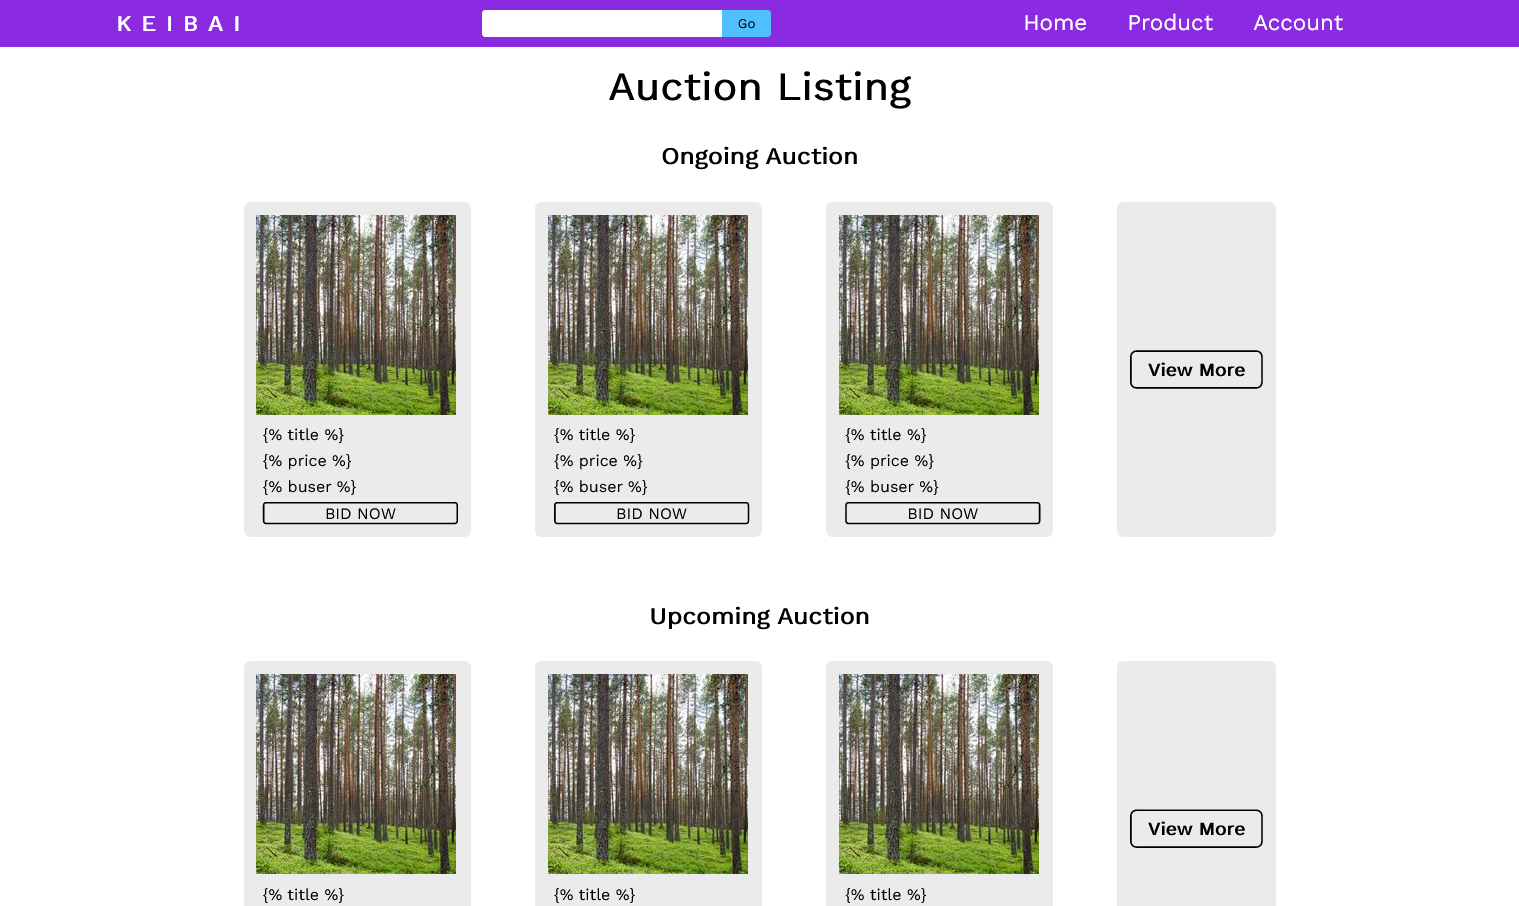 KEIBAI
Go
Home Product Account
Auction Listing
Ongoing Auction
{% title %} {% title %} {% title %}
{% price %} {% price %} {% price %}
{% buser %} {% buser %} {% buser %}
BID NOW BID NOW BID NOW
View More
Upcoming Auction
View More
{% title %} {% title %} {% title %}